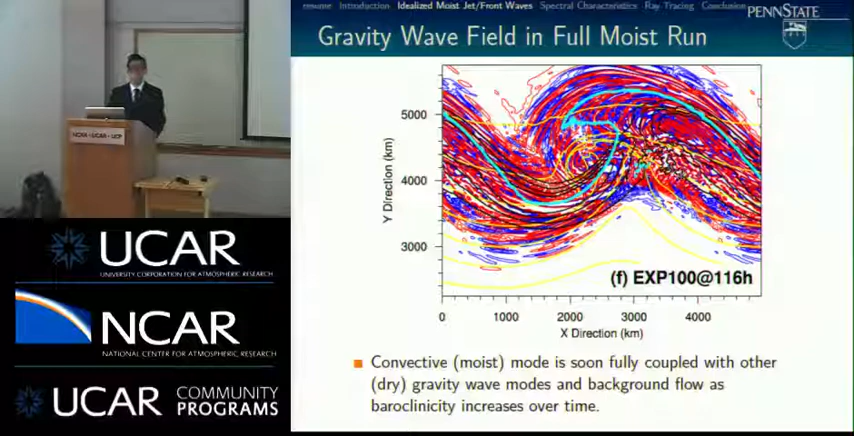 resume Introduction Idealized Moist Jet/Front Waves Spectral Characteristics Ray Tracing Conclusion
PENNSTATE
Gravity Wave Field in Full Moist Run
5000
4000
3000
Y Direction (km)
(f) EXP100@116h
0 1000 2000 3000 4000
X Direction (km)
Convective (moist) mode is soon fully coupled with other
(dry) gravity wave modes and background flow as
baroclinicity increases over time.
NCAR • UCAR • UCP
UCAR
UNIVERSITY CORPORATION FOR ATMOSPHERIC RESEARCH
NCAR
NATIONAL CENTER FOR ATMOSPHERIC RESEARCH
UCAR COMMUNITY
PROGRAMS